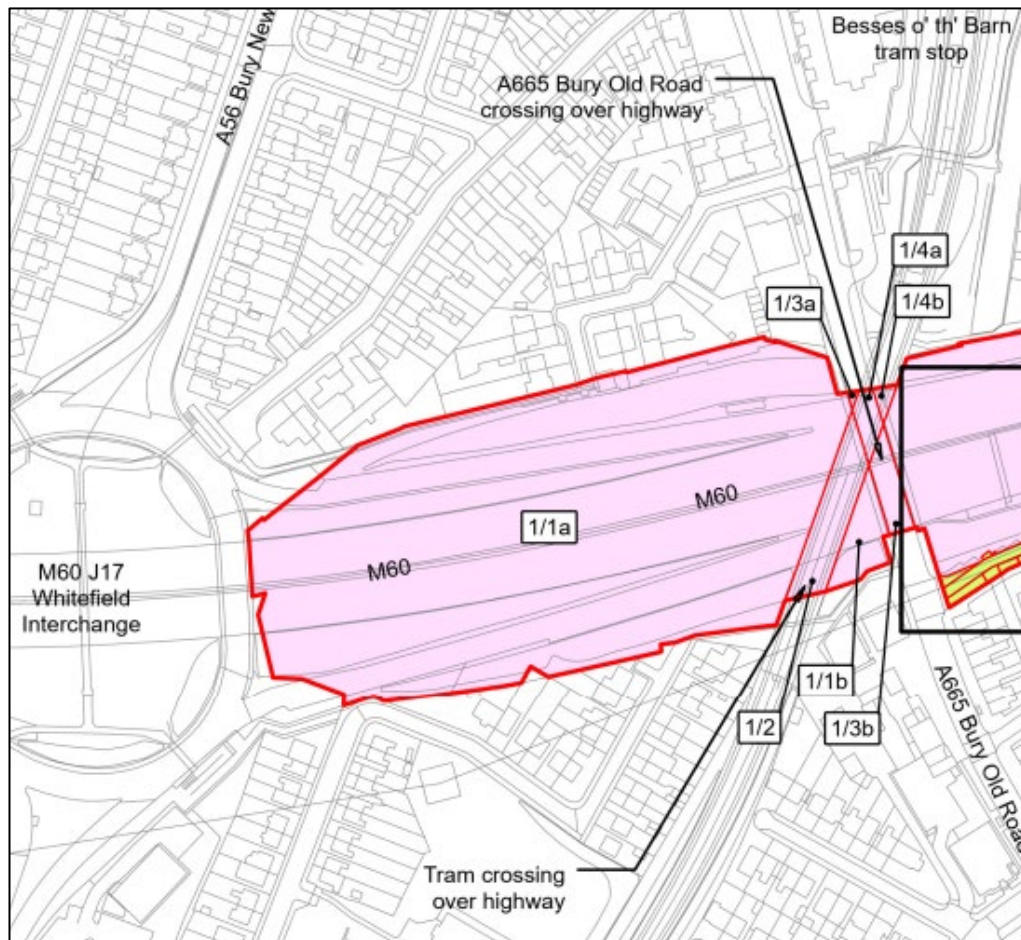 Besses o' th' Barn
tram stop
A56 Bury New
A665 Bury Old Road
crossing over highway
1/4a
1/3a
1/4b
M60
1/1a
M60
M60 J17
Whitefield
Interchange
1/1b
1/2
1/3b
A665 Bury Old Road
Tram crossing
over highway